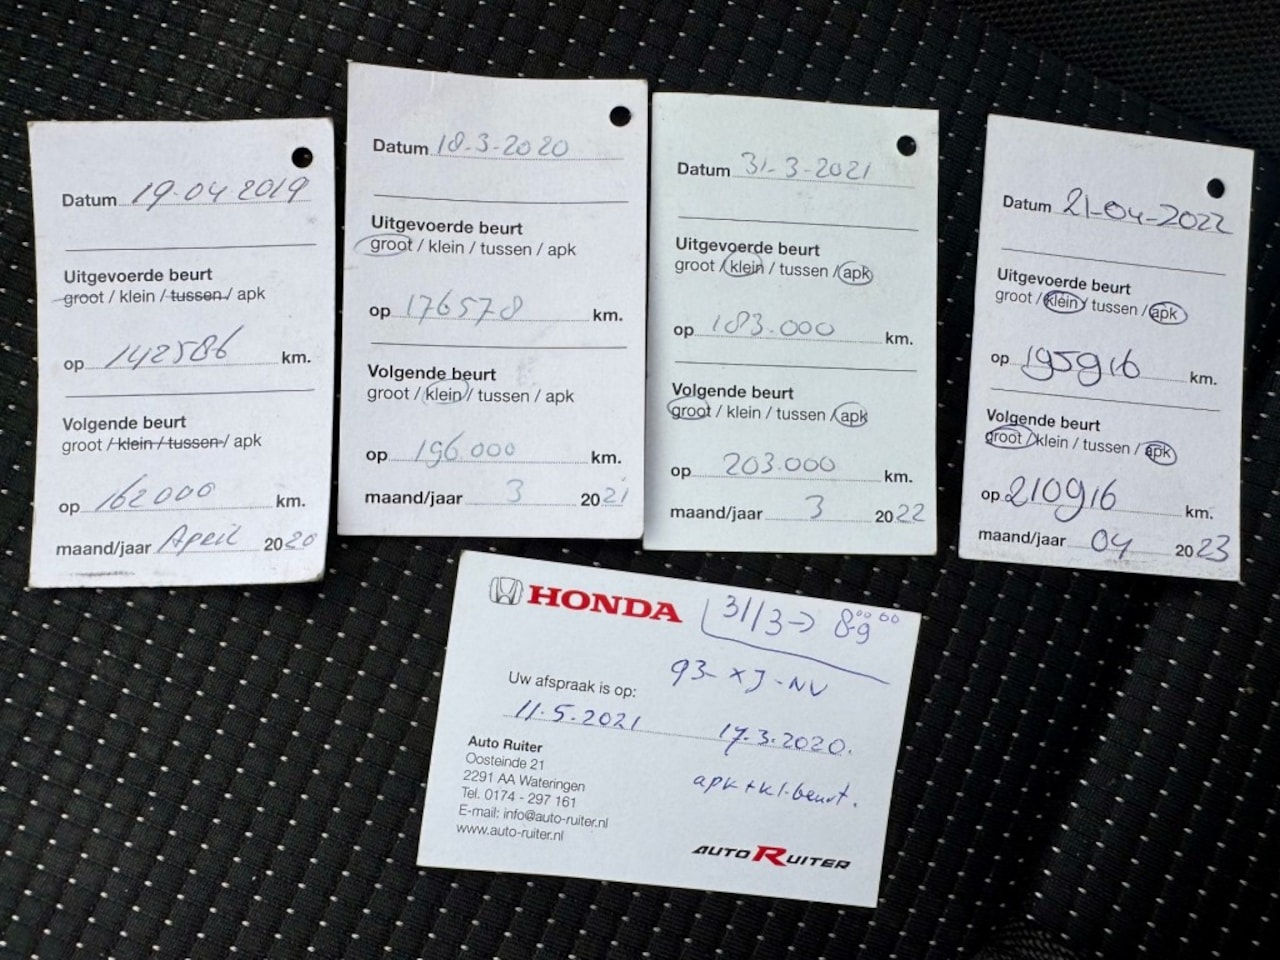 Datum 19-04 2019
Uitgevoerde beurt
groot / klein / tussen / apk
op 142586 km.
Volgende beurt
groot / klein / tussen / apk
op 162000 km.
maand/jaar April 2020
Datum 18-3-2020
Uitgevoerde beurt
groot / klein / tussen / apk
op 176578 km.
Volgende beurt
groot / klein / tussen / apk
op 196.000 km.
maand/jaar 3 2021
Datum 31-3-2021
Uitgevoerde beurt
groot / klein / tussen / apk
op 183.000 km.
Volgende beurt
groot / klein / tussen / apk
op 203.000 km.
maand/jaar 3 2022
Datum 21-04-2022
Uitgevoerde beurt
groot / klein / tussen / apk
op 195916 km.
Volgende beurt
groot / klein / tussen / apk
op 210916 km.
maand/jaar 04 2023
HONDA
31/3→ 8-9
93-XJ-NV
Uw afspraak is op:
11.5.2021 17.3.2020.
apk + kl. beurt.
Auto Ruiter
Oosteinde 21
2291 AA Wateringen
Tel. 0174 - 297 161
E-mail: info@auto-ruiter.nl
www.auto-ruiter.nl
AUTO RUITER